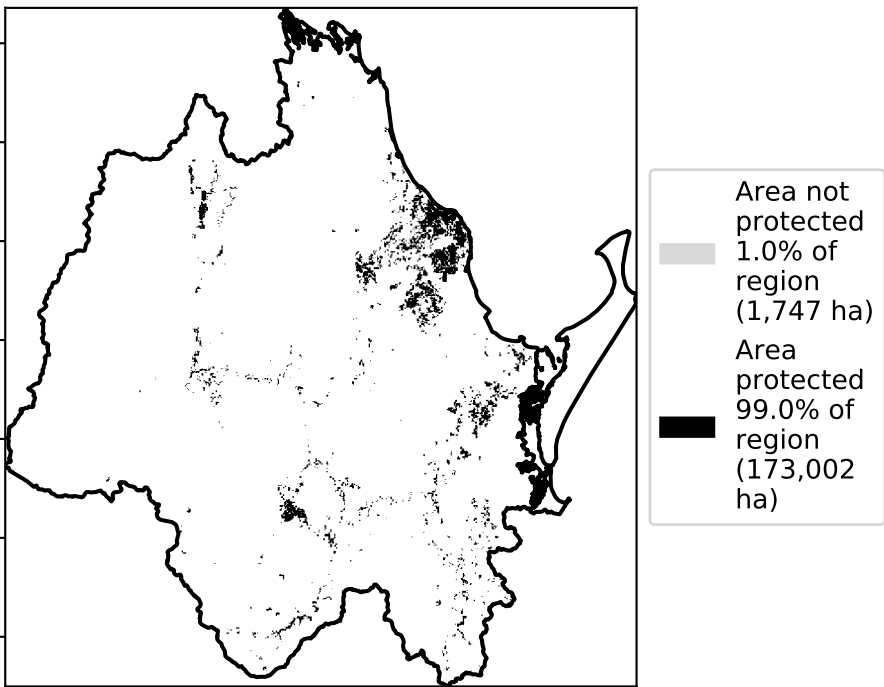 Area not
protected
1.0% of
region
(1,747 ha)
Area
protected
99.0% of
region
(173,002
ha)